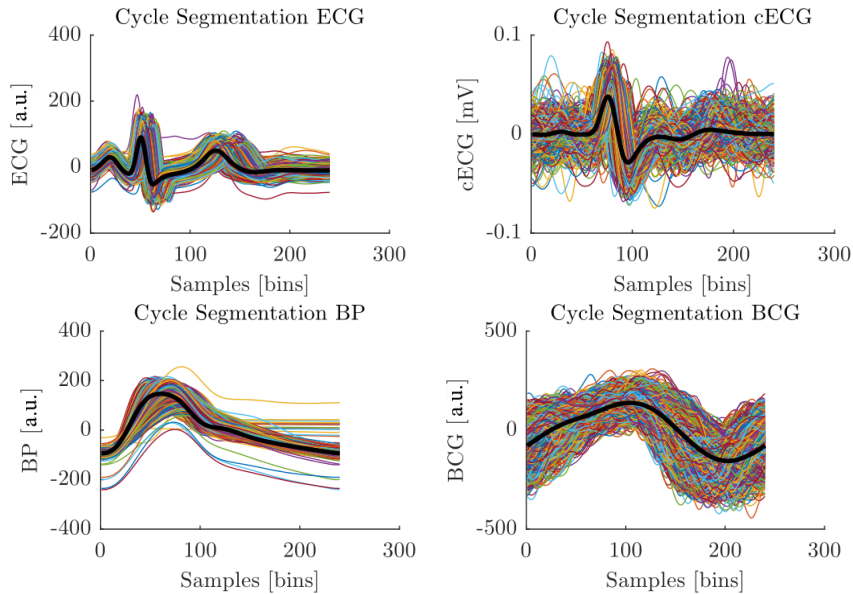 Cycle Segmentation ECG
400
200
0
-200
ECG [a.u.]
0 100 200 300
Samples [bins]
Cycle Segmentation cECG
0.1
0
-0.1
cECG [mV]
0 100 200 300
Samples [bins]
Cycle Segmentation BP
400
200
0
-200
-400
BP [a.u.]
0 100 200 300
Samples [bins]
Cycle Segmentation BCG
500
0
-500
BCG [a.u.]
0 100 200 300
Samples [bins]